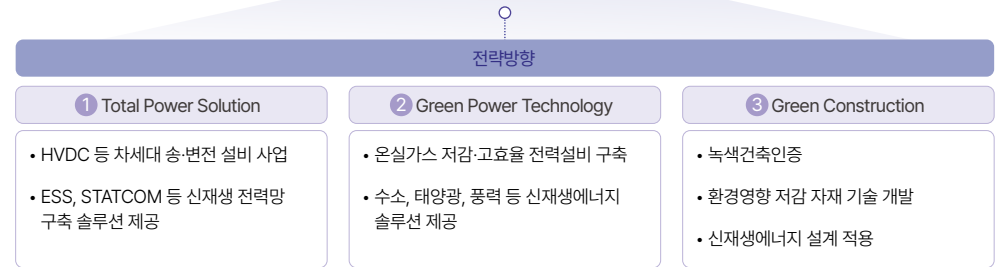 전략방향
1 Total Power Solution
• HVDC 등 차세대 송·변전 설비 사업
• ESS, STATCOM 등 신재생 전력망
구축 솔루션 제공
2 Green Power Technology
• 온실가스 저감·고효율 전력설비 구축
• 수소, 태양광, 풍력 등 신재생에너지
솔루션 제공
3 Green Construction
• 녹색건축인증
• 환경영향 저감 자재 기술 개발
• 신재생에너지 설계 적용